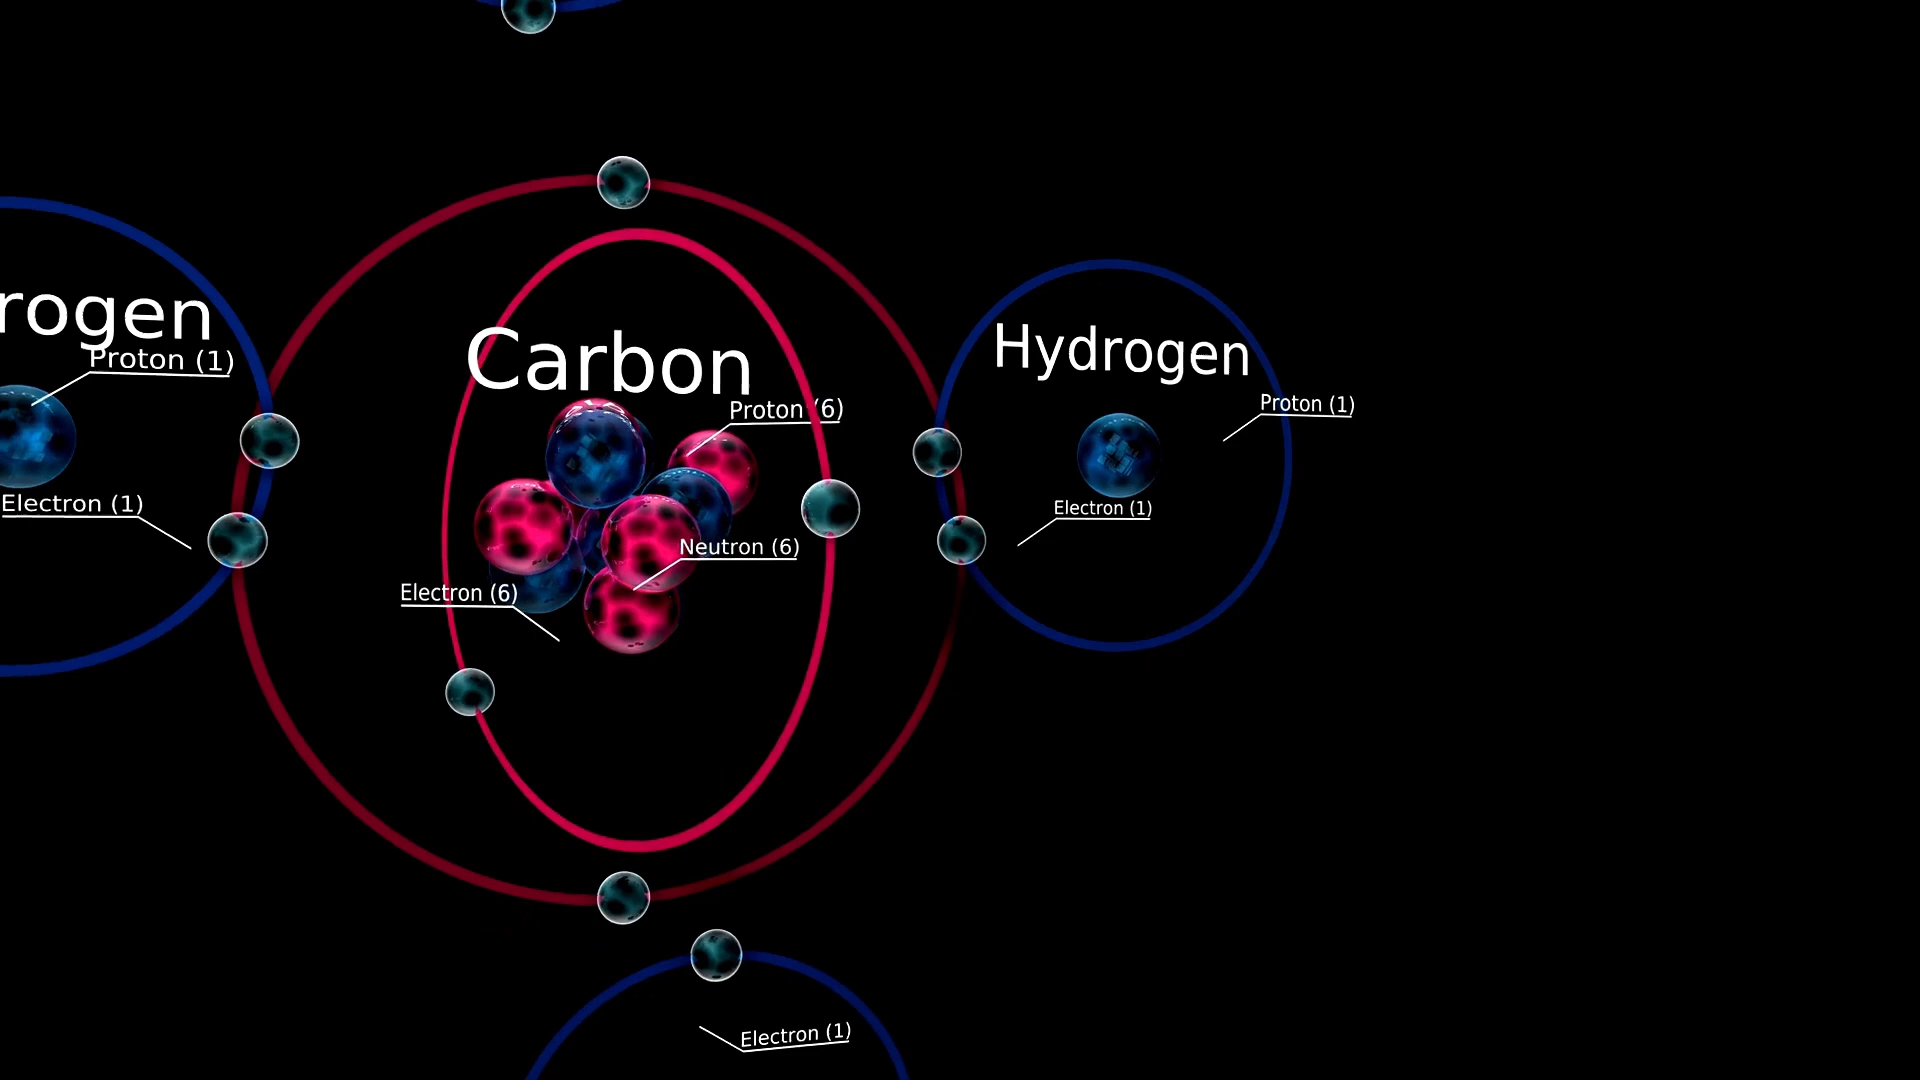 rogen
Proton (1)
Electron (1)
Carbon
Proton (6)
Neutron (6)
Electron (6)
Hydrogen
Proton (1)
Electron (1)
Electron (1)